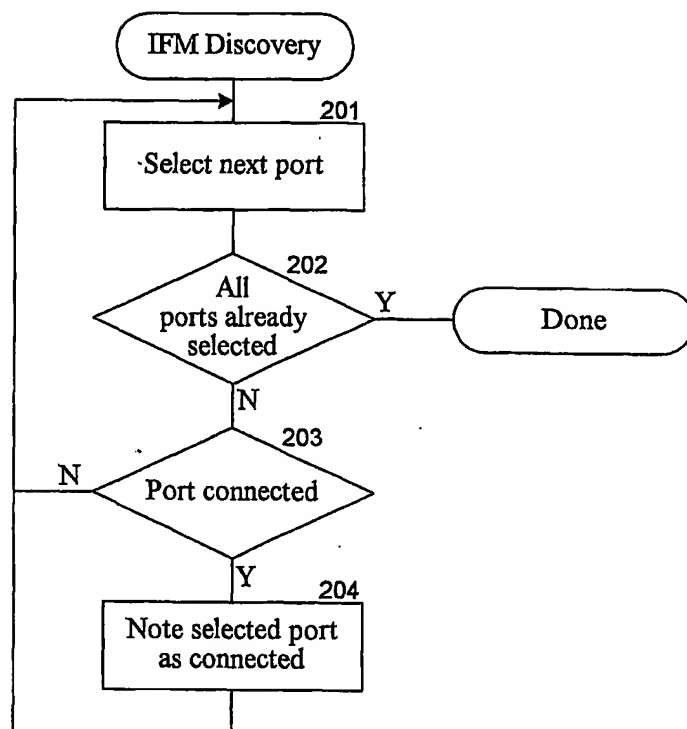 IFM Discovery
201
Select next port
202
All
ports already
selected
Y
Done
N
203
N
Port connected
Y
204
Note selected port
as connected